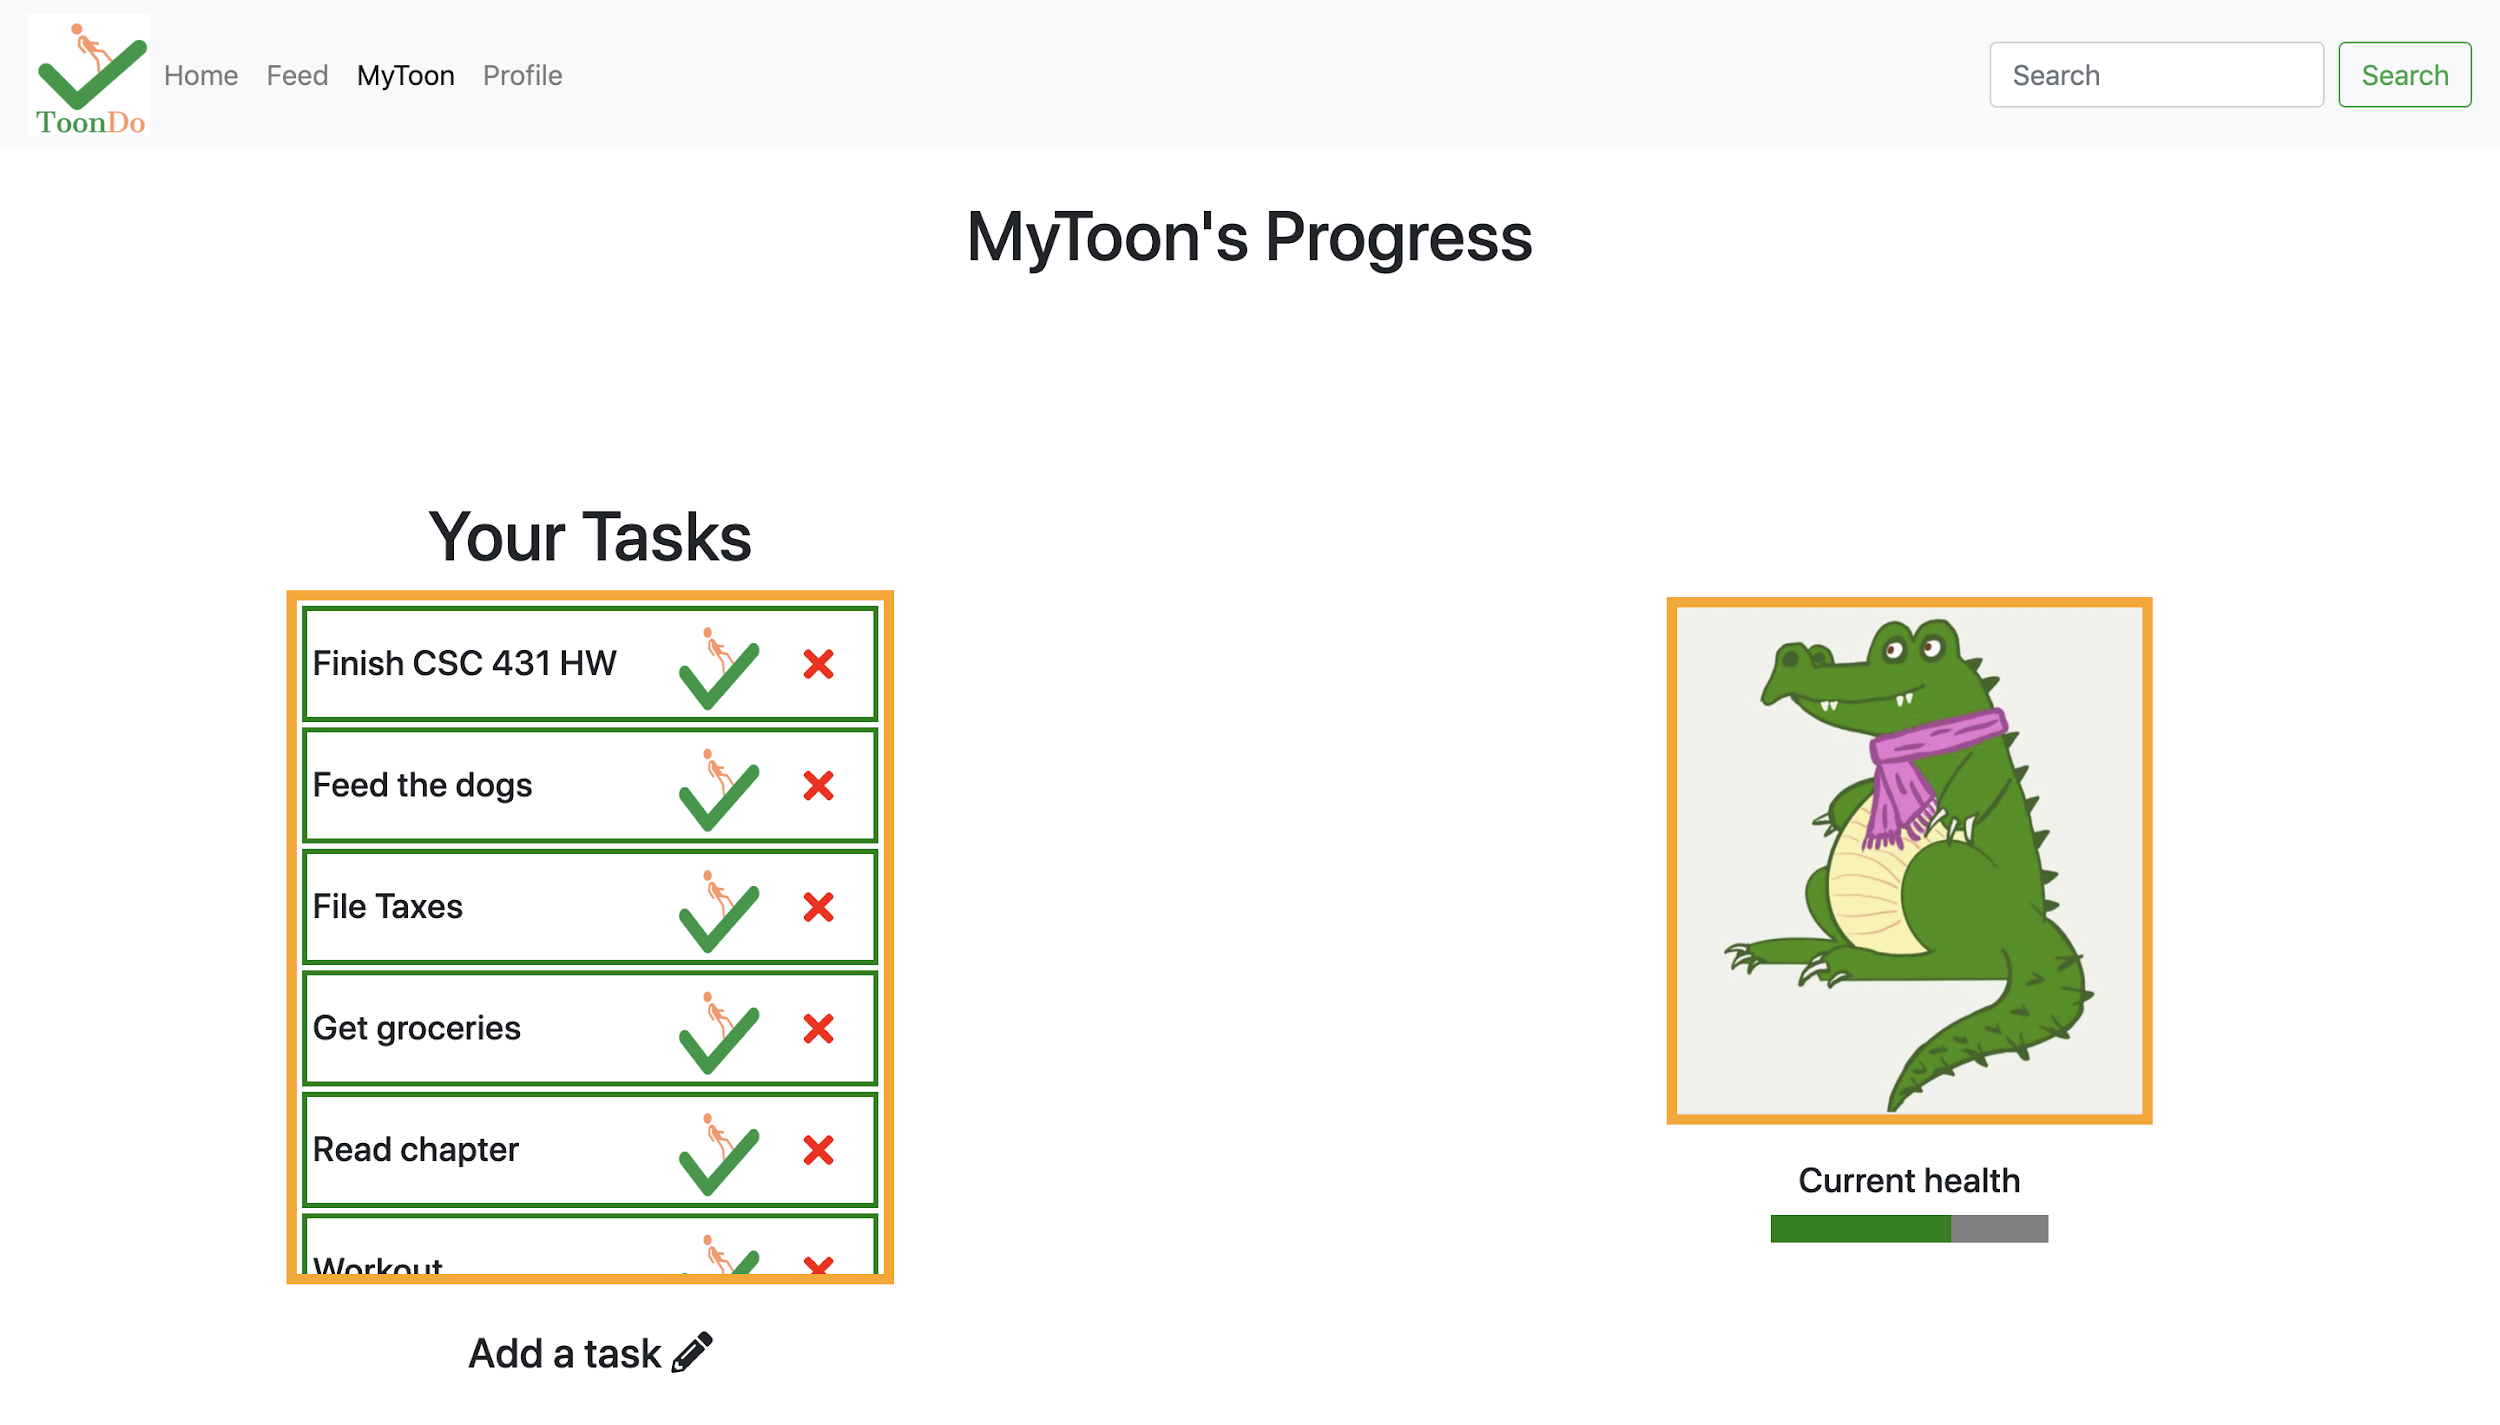 ToonDo
Home Feed MyToon Profile
Search
Search
MyToon's Progress
Your Tasks
Finish CSC 431 HW
Feed the dogs
File Taxes
Get groceries
Read chapter
Workout
Add a task
Current health